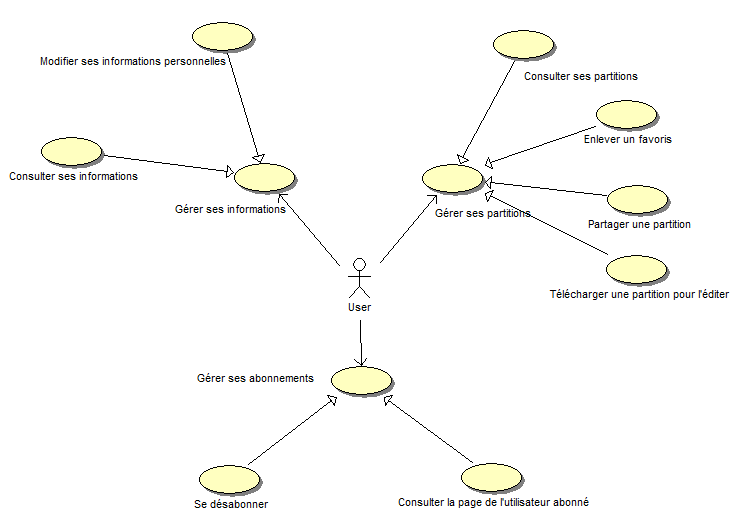 Modifier ses informations personnelles
Consulter ses partitions
Enlever un favoris
Consulter ses informations
Gérer ses informations
Gérer ses partitions
Partager une partition
Télécharger une partition pour l'éditer
User
Gérer ses abonnements
Se désabonner
Consulter la page de l'utilisateur abonné